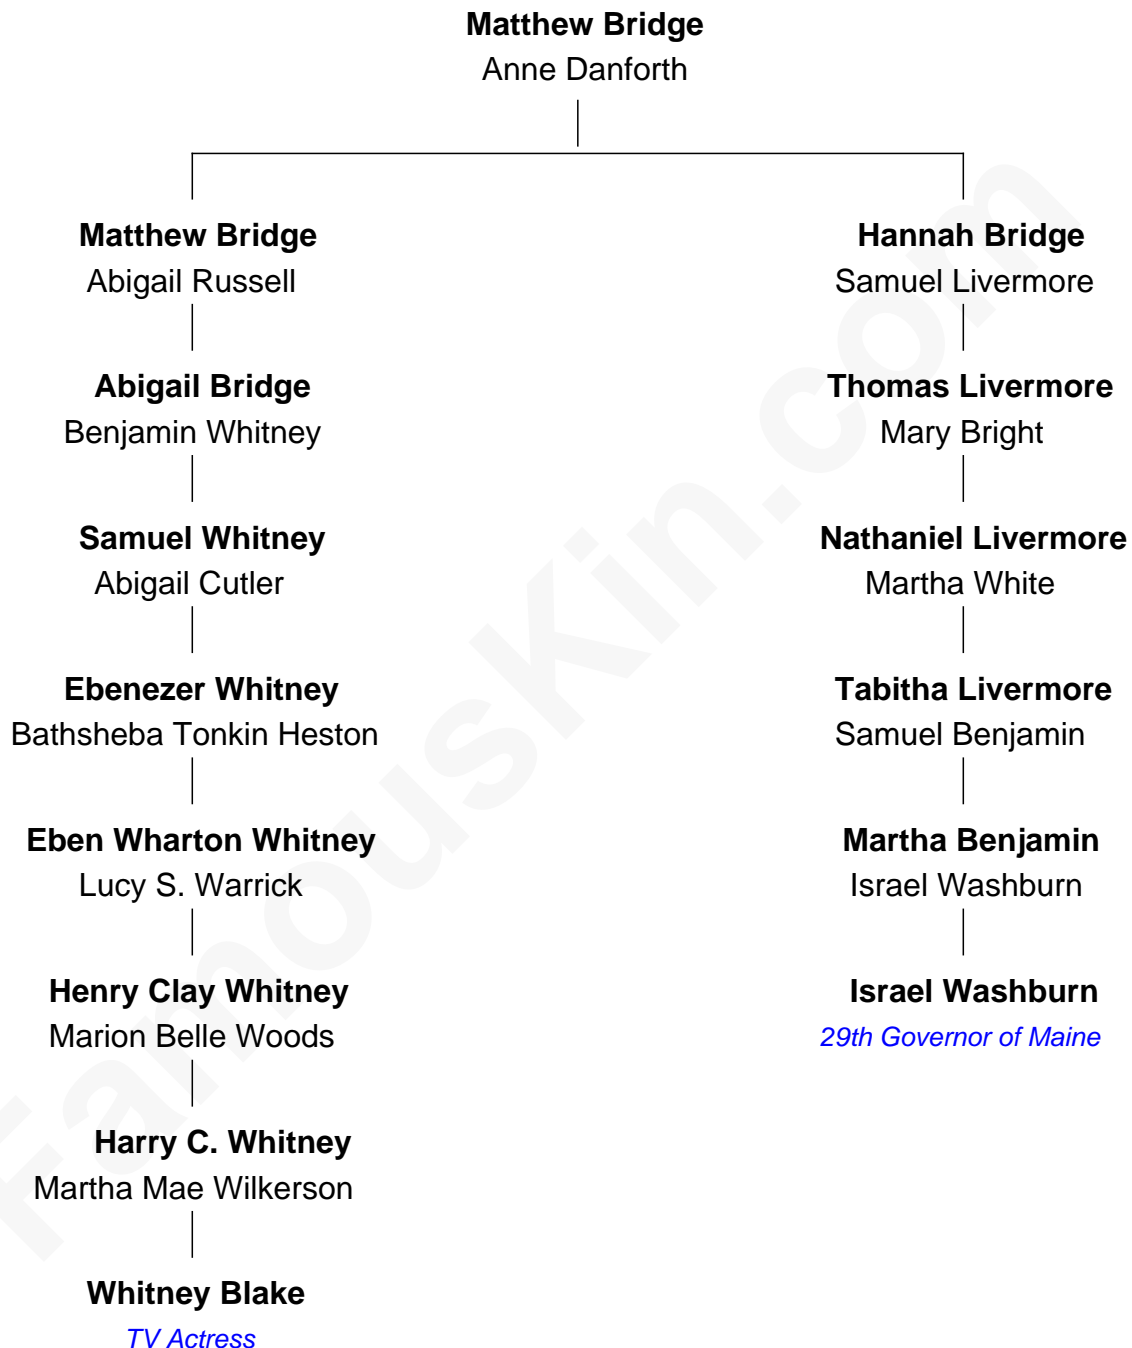 Matthew Bridge
Anne Danforth
Matthew Bridge
Abigail Russell
Hannah Bridge
Samuel Livermore
Abigail Bridge
Benjamin Whitney
Thomas Livermore
Mary Bright
Samuel Whitney
Abigail Cutler
Nathaniel Livermore
Martha White
Ebenezer Whitney
Bathsheba Tonkin Heston
Tabitha Livermore
Samuel Benjamin
Eben Wharton Whitney
Lucy S. Warrick
Martha Benjamin
Israel Washburn
Henry Clay Whitney
Marion Belle Woods
Israel Washburn
29th Governor of Maine
Harry C. Whitney
Martha Mae Wilkerson
Whitney Blake
TV Actress
FamousKin.com